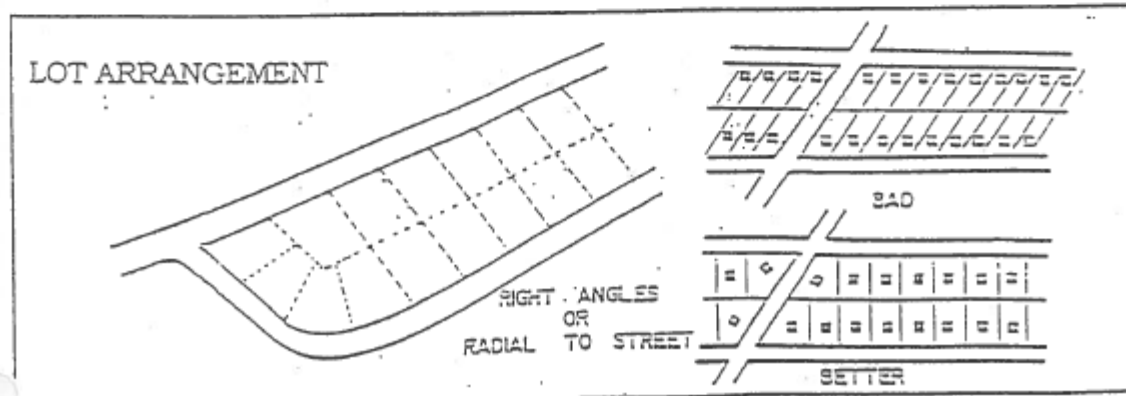 LOT ARRANGEMENT
RIGHT ANGLES
OR
RADIAL TO STREET
BAD
BETTER